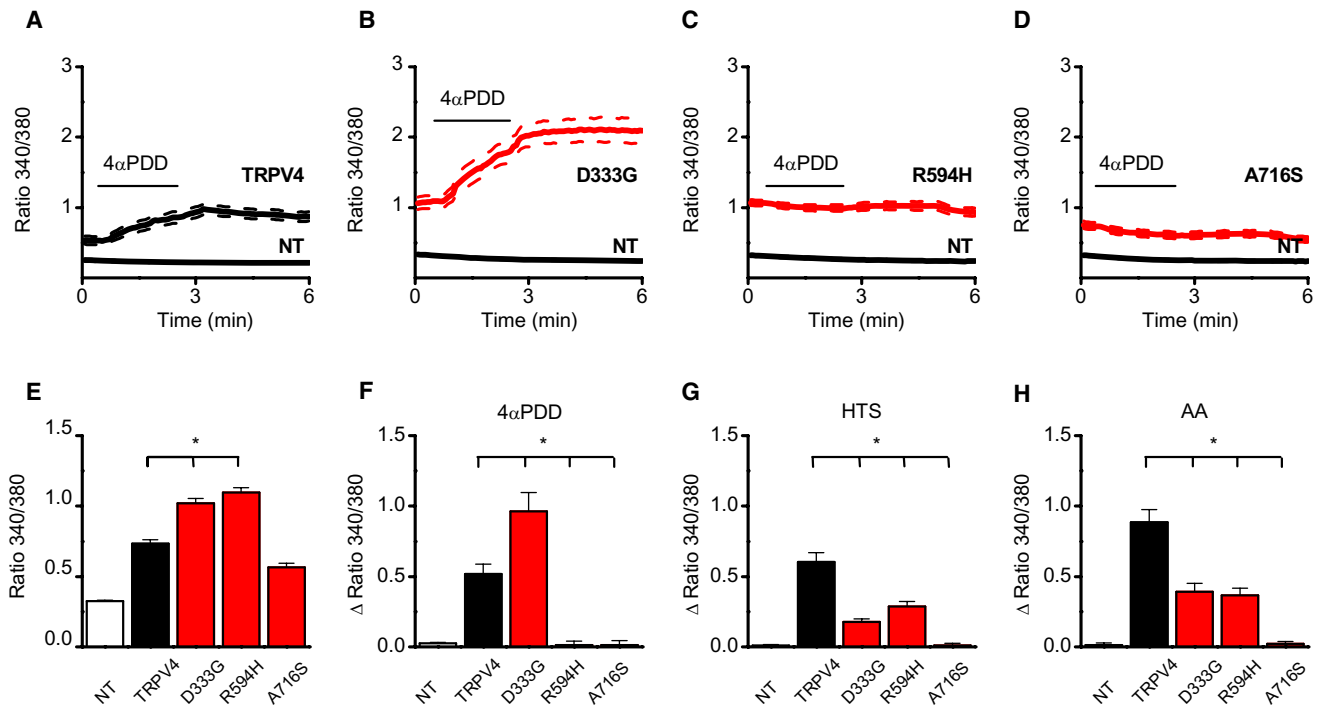 A
Ratio 340/380
3
2
1
0
4αPDD
TRPV4
NT
0 3 6
Time (min)
B
Ratio 340/380
3
2
1
0
4αPDD
D333G
NT
0 3 6
Time (min)
C
Ratio 340/380
3
2
1
0
4αPDD
R594H
NT
0 3 6
Time (min)
D
Ratio 340/380
3
2
1
0
4αPDD
A716S
NT
0 3 6
Time (min)
E
Ratio 340/380
1.5
1.0
0.5
0.0
*
NT TRPV4 D333G R594H A716S
F
4αPDD
Δ Ratio 340/380
1.5
1.0
0.5
0.0
*
NT TRPV4 D333G R594H A716S
G
HTS
Δ Ratio 340/380
1.5
1.0
0.5
0.0
*
NT TRPV4 D333G R594H A716S
H
AA
Δ Ratio 340/380
1.5
1.0
0.5
0.0
*
NT TRPV4 D333G R594H A716S